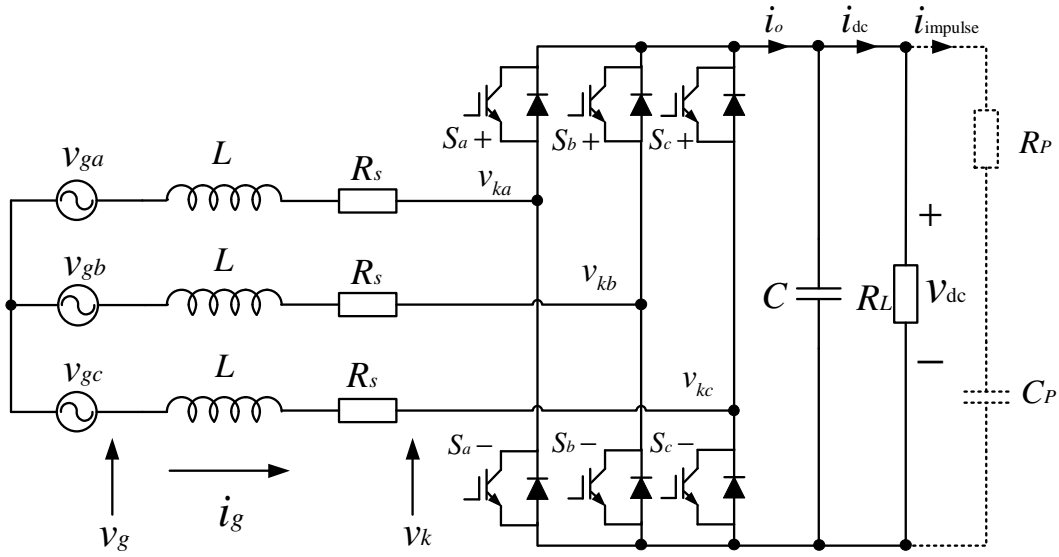 i_o i_dc i_impulse
S_a+ S_b+ S_c+ R_P
v_ga L R_s v_ka
+
v_gb L R_s v_kb
C R_L v_dc
v_gc L R_s v_kc
−
C_P
S_a− S_b− S_c−
i_g
v_g v_k